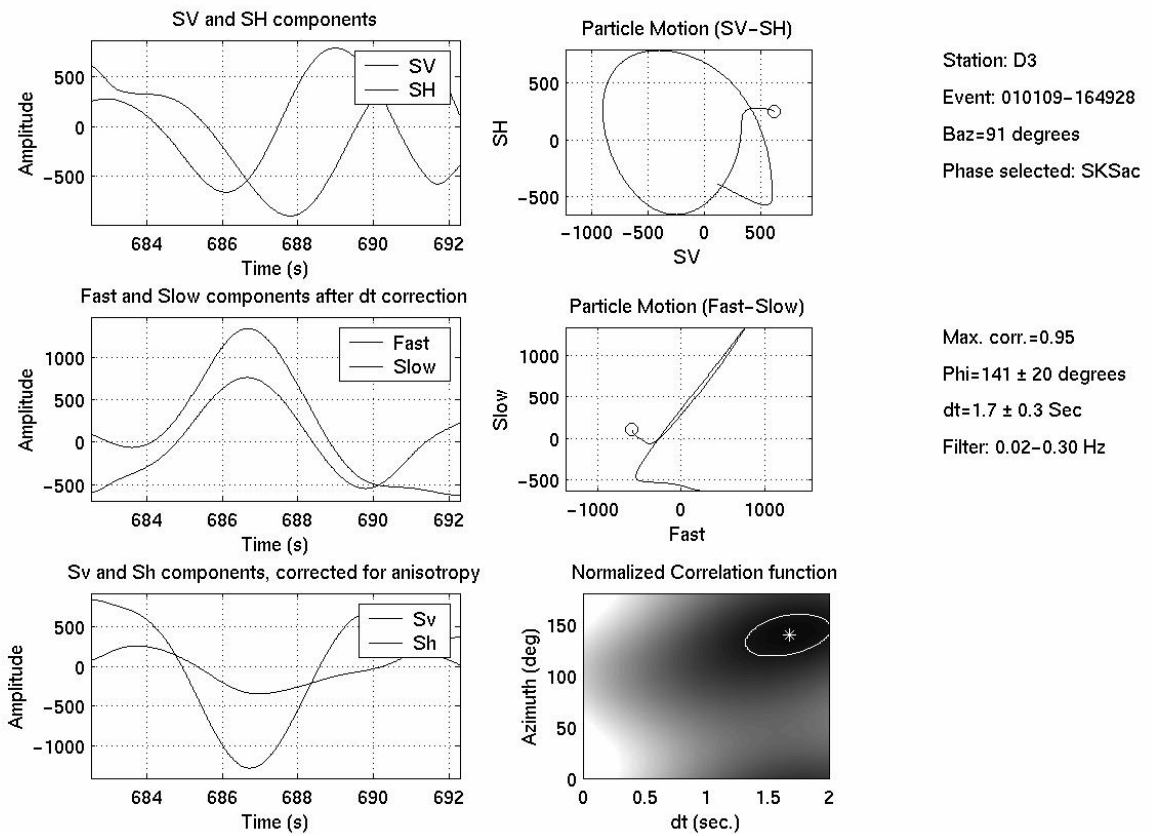 SV and SH components
500
0
−500
Amplitude
SV
SH
684 686 688 690 692
Time (s)
Particle Motion (SV−SH)
500
0
−500
SH
−1000 −500 0 500
SV
Station: D3
Event: 010109−164928
Baz=91 degrees
Phase selected: SKSac
Fast and Slow components after dt correction
1000
500
0
−500
Amplitude
Fast
Slow
684 686 688 690 692
Time (s)
Particle Motion (Fast−Slow)
1000
500
0
−500
Slow
−1000 0 1000
Fast
Max. corr.=0.95
Phi=141 ± 20 degrees
dt=1.7 ± 0.3 Sec
Filter: 0.02−0.30 Hz
Sv and Sh components, corrected for anisotropy
500
0
−1000
Amplitude
Sv
Sh
684 686 688 690 692
Time (s)
Normalized Correlation function
150
100
50
0
Azimuth (deg)
0 0.5 1 1.5 2
dt (sec.)